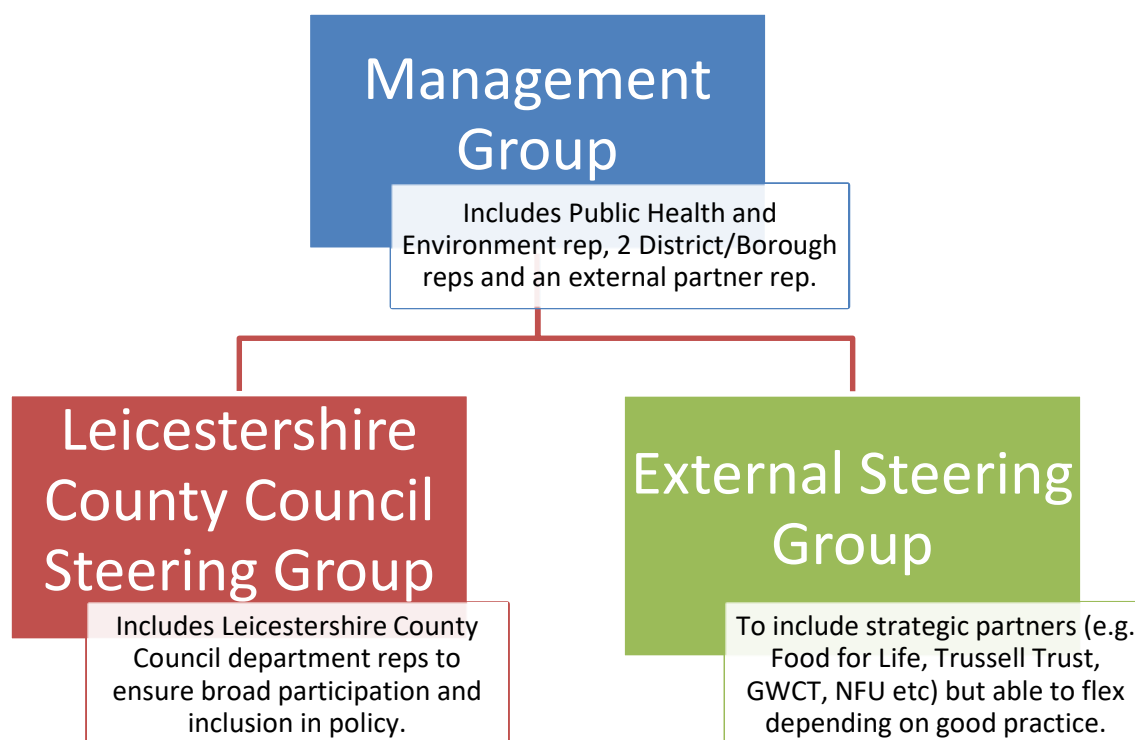 Management
Group
Includes Public Health and
Environment rep, 2 District/Borough
reps and an external partner rep.
Leicestershire
County Council
Steering Group
Includes Leicestershire County
Council department reps to
ensure broad participation and
inclusion in policy.
External Steering
Group
To include strategic partners (e.g.
Food for Life, Trussell Trust,
GWCT, NFU etc) but able to flex
depending on good practice.